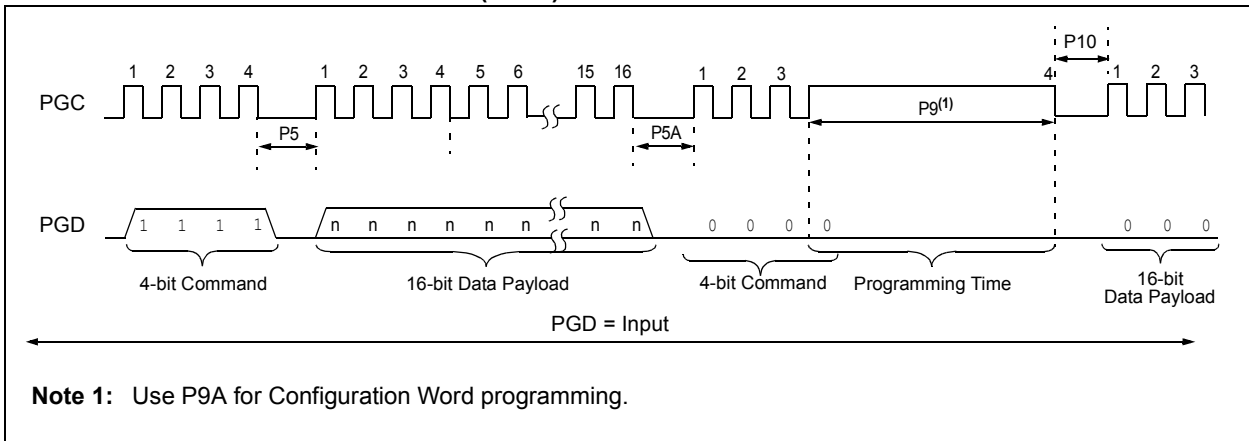 P10
1 2 3 4 1 2 3 4 5 6 15 16 1 2 3 4 1 2 3
PGC
P9(1)
P5 P5A
PGD 1 1 1 1 n n n n n n n n 0 0 0 0 0 0 0
4-bit Command 16-bit Data Payload 4-bit Command Programming Time 16-bit
Data Payload
PGD = Input
Note 1: Use P9A for Configuration Word programming.